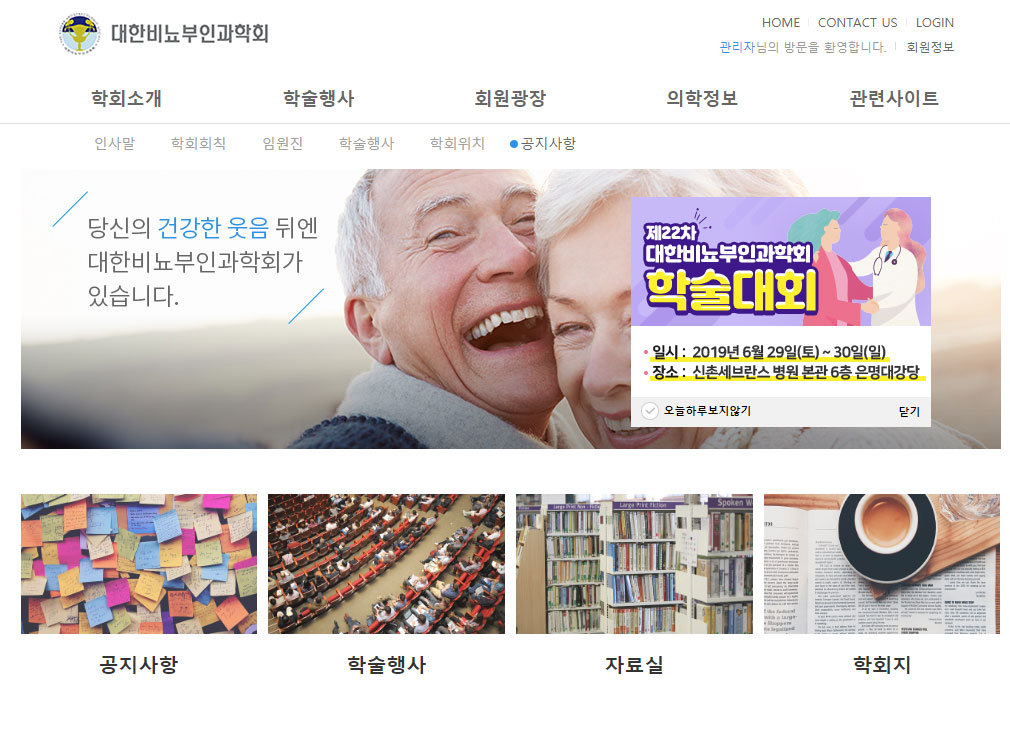 대한비뇨부인과학회
HOME CONTACT US LOGIN
관리자님의 방문을 환영합니다. 회원정보
학회소개 학술행사 회원광장 의학정보 관련사이트
인사말 학회회칙 임원진 학술행사 학회위치 공지사항
당신의 건강한 웃음 뒤엔
대한비뇨부인과학회가
있습니다.
제22차
대한비뇨부인과학회
학술대회
• 일시 : 2019년 6월 29일(토) ~ 30일(일)
• 장소 : 신촌세브란스 병원 본관 6층 은명대강당
오늘하루보지않기 닫기
Large Print Fiction
Spoken W
공지사항 학술행사 자료실 학회지